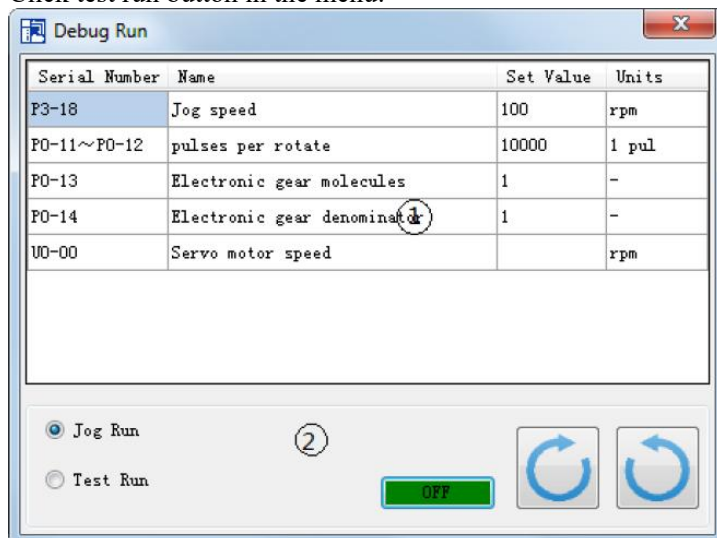 Click test run button in the menu.
Debug Run
Serial Number Name Set Value Units
P3-18 Jog speed 100 rpm
P0-11~P0-12 pulses per rotate 10000 1 pul
P0-13 Electronic gear molecules 1 -
P0-14 Electronic gear denominator 1 -
①
U0-00 Servo motor speed rpm
Jog Run
②
Test Run
OFF